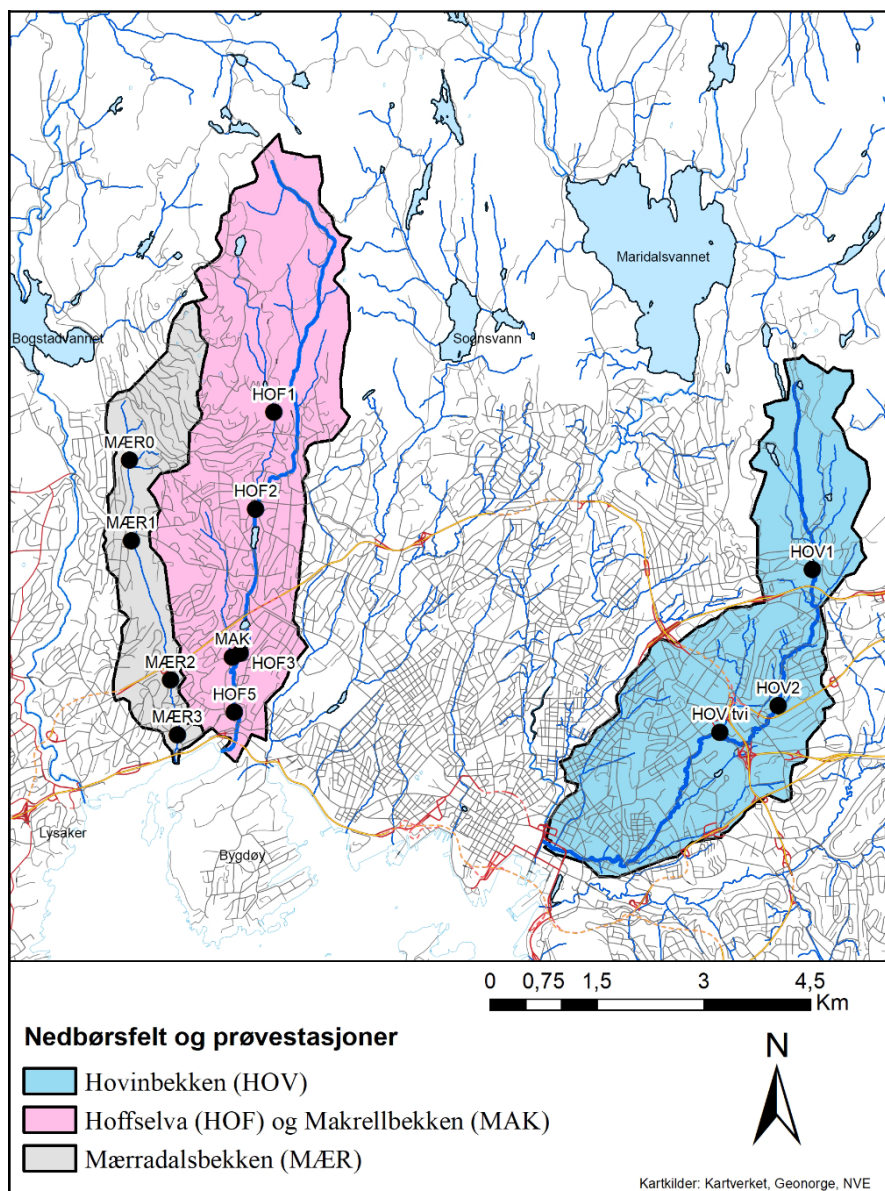 Maridalsvannet
Bogstadvannet
Sognsvann
HOF1
MÆR0
HOF2
MÆR1
HOV1
MAK
HOF3
MÆR2
HOF5
HOV2
MÆR3
HOV tvi
Lysaker
Bygdøy
0 0,75 1,5 3 4,5
Km
Nedbørsfelt og prøvestasjoner
N
Hovinbekken (HOV)
Hoffselva (HOF) og Makrellbekken (MAK)
Mærradalsbekken (MÆR)
Kartkilder: Kartverket, Geonorge, NVE